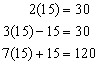 2(15) = 30
3(15) − 15 = 30
7(15) + 15 = 120